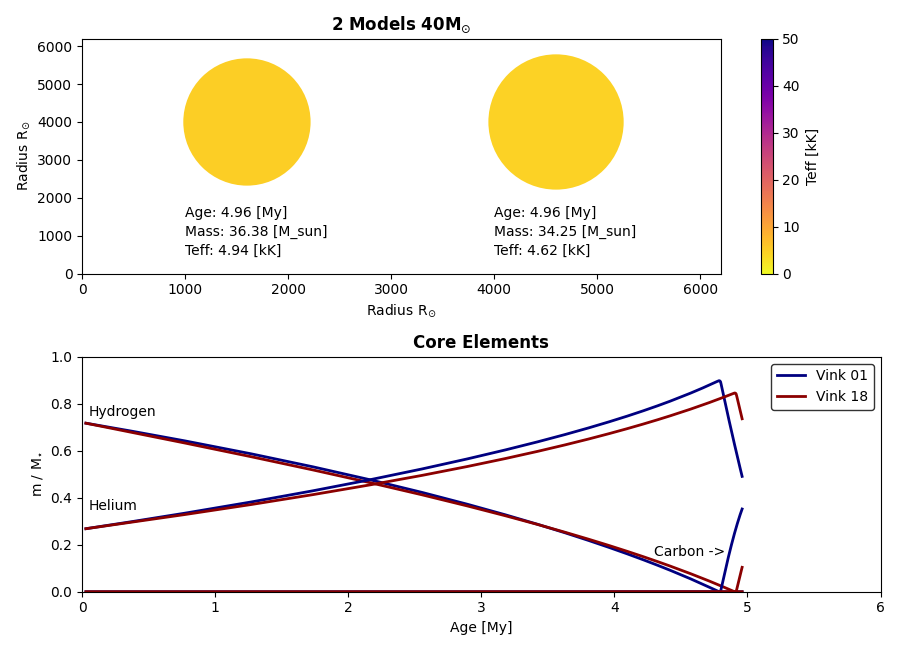 2 Models 40M☉
6000
5000
4000
3000
2000
1000
0
Radius R☉
Age: 4.96 [My]
Mass: 36.38 [M_sun]
Teff: 4.94 [kK]
Age: 4.96 [My]
Mass: 34.25 [M_sun]
Teff: 4.62 [kK]
0 1000 2000 3000 4000 5000 6000
Radius R☉
50
40
30
20
10
0
Teff [kK]
Core Elements
1.0
0.8
0.6
0.4
0.2
0.0
m / M⋆
Hydrogen
Helium
Carbon ->
Vink 01
Vink 18
0 1 2 3 4 5 6
Age [My]